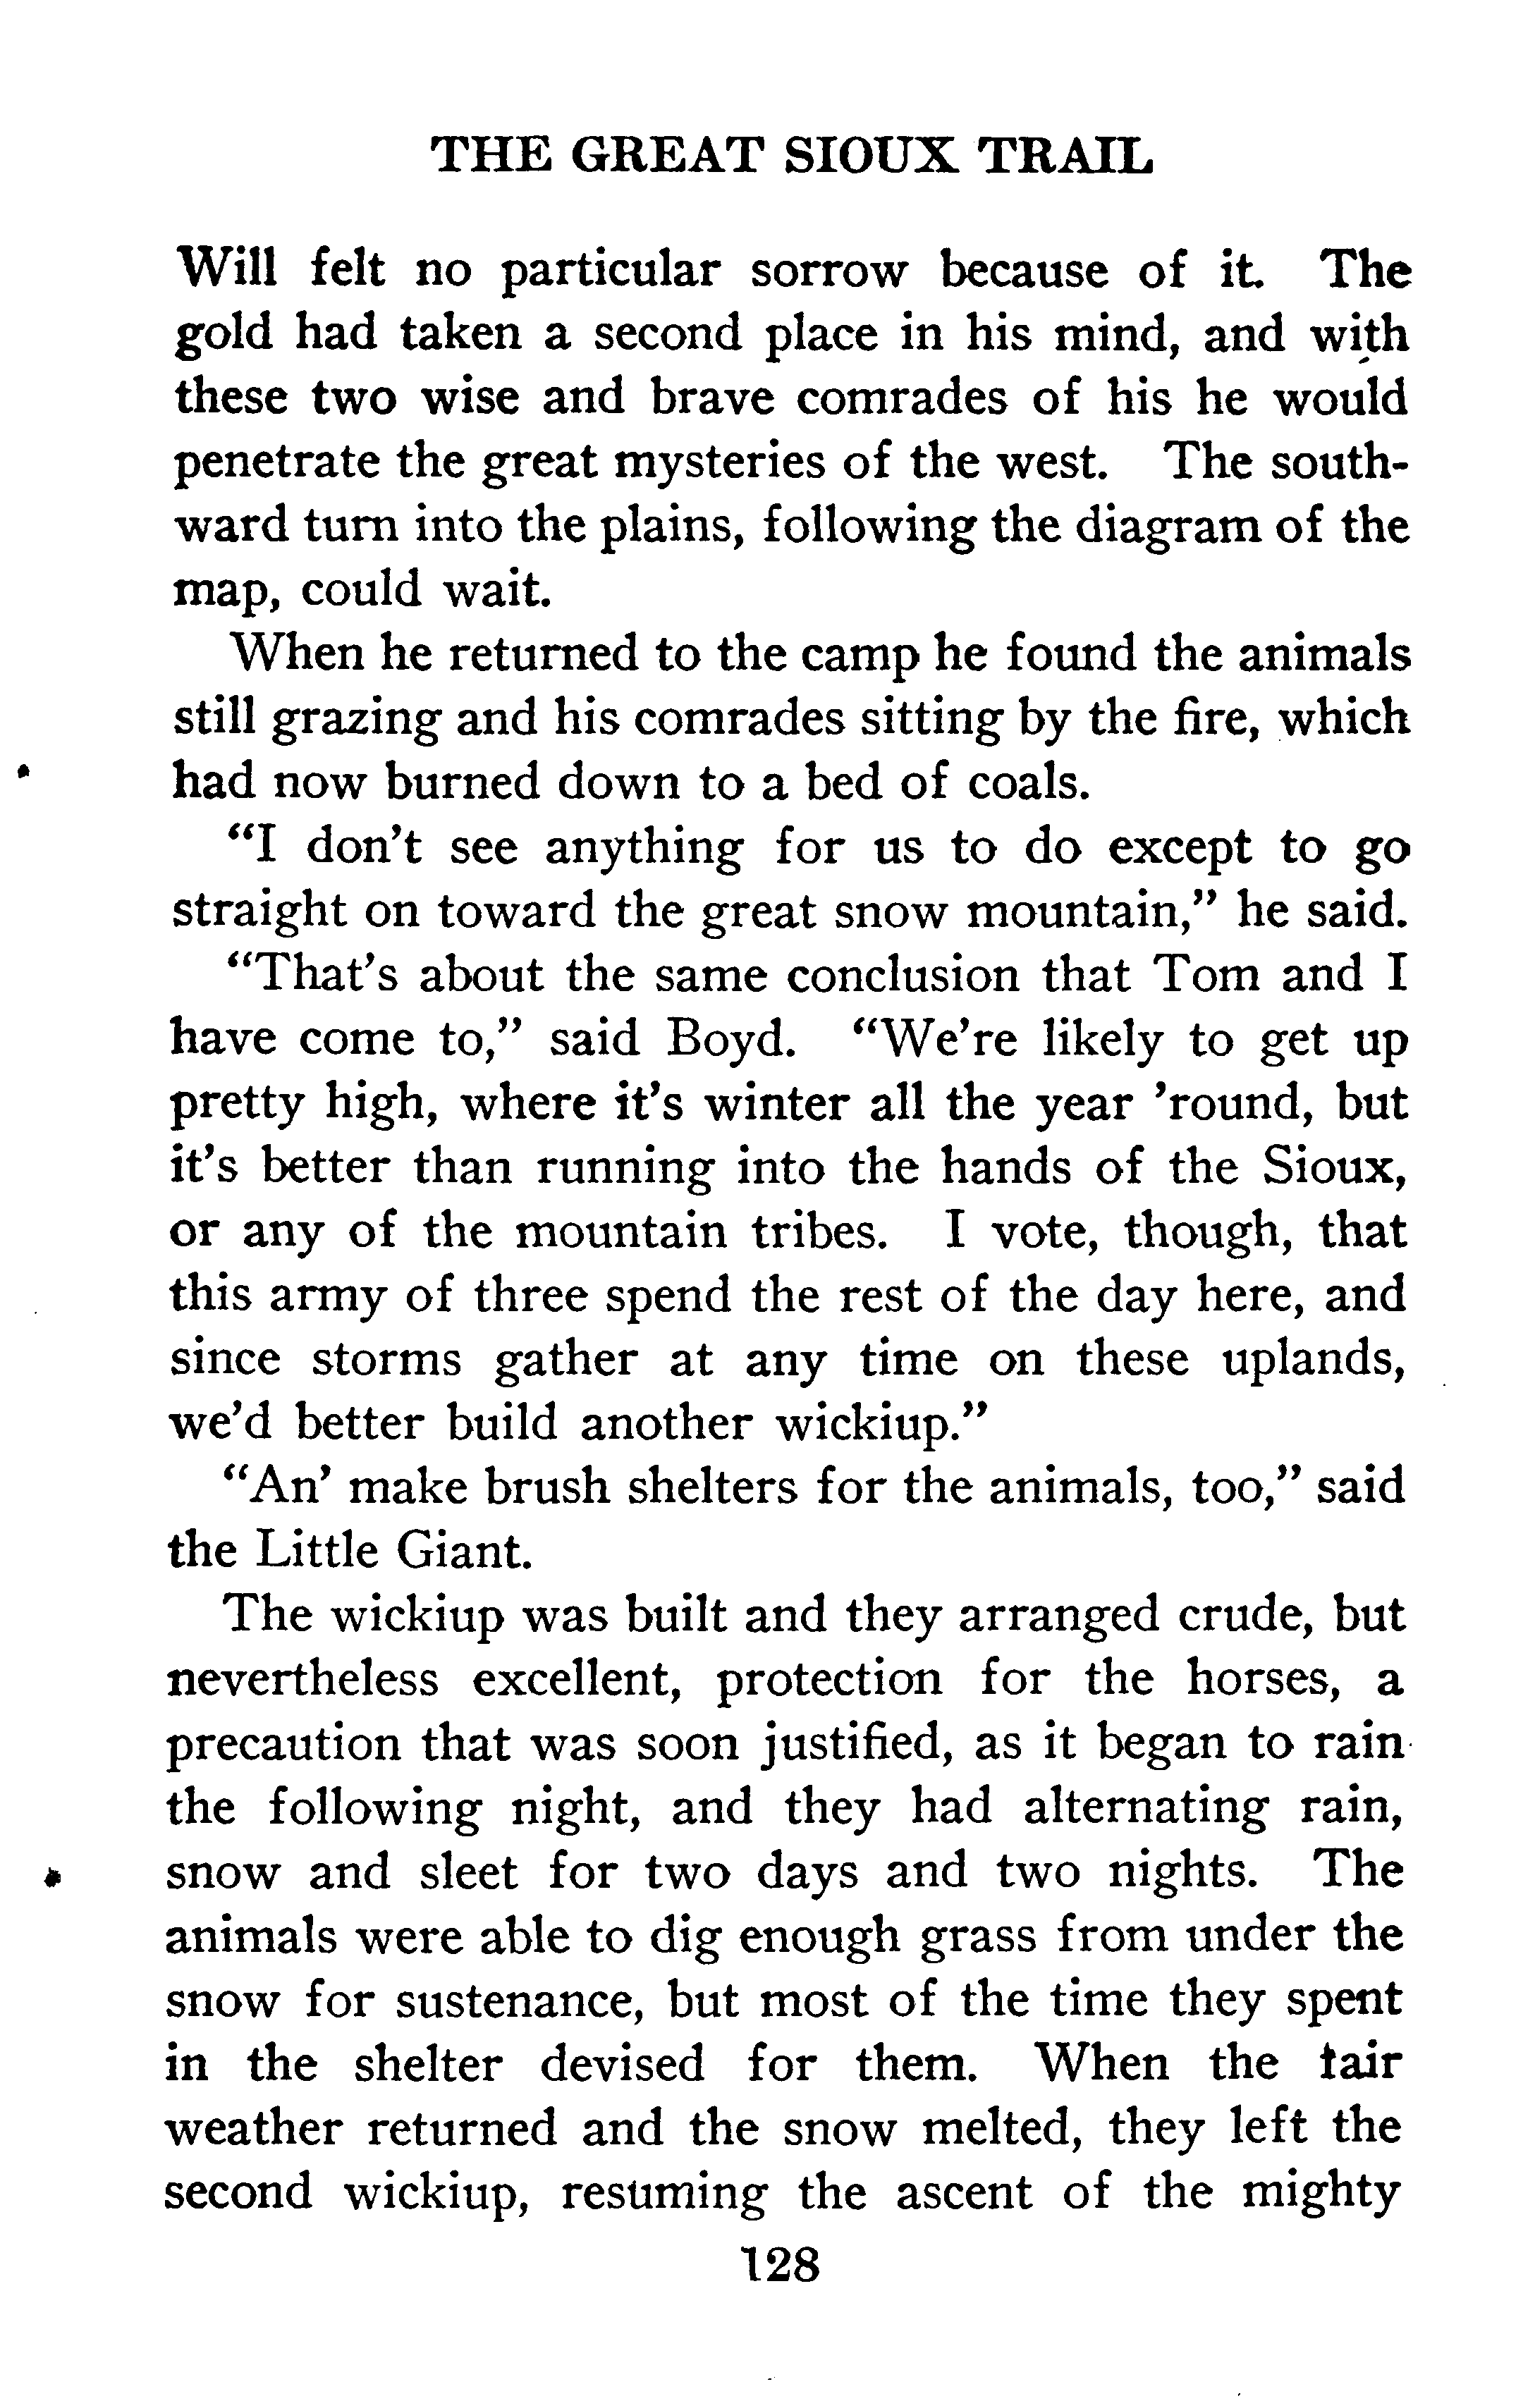 THE GREAT SIOUX TRAIL
Will felt no particular sorrow because of it. The
gold had taken a second place in his mind, and with
these two wise and brave comrades of his he would
penetrate the great mysteries of the west. The south-
ward turn into the plains, following the diagram of the
map, could wait.
When he returned to the camp he found the animals
still grazing and his comrades sitting by the fire, which
had now burned down to a bed of coals.
“I don’t see anything for us to do except to go
straight on toward the great snow mountain,” he said.
“That’s about the same conclusion that Tom and I
have come to,” said Boyd. “We’re likely to get up
pretty high, where it’s winter all the year ’round, but
it’s better than running into the hands of the Sioux,
or any of the mountain tribes. I vote, though, that
this army of three spend the rest of the day here, and
since storms gather at any time on these uplands,
we’d better build another wickiup.”
“An’ make brush shelters for the animals, too,” said
the Little Giant.
The wickiup was built and they arranged crude, but
nevertheless excellent, protection for the horses, a
precaution that was soon justified, as it began to rain
the following night, and they had alternating rain,
snow and sleet for two days and two nights. The
animals were able to dig enough grass from under the
snow for sustenance, but most of the time they spent
in the shelter devised for them. When the fair
weather returned and the snow melted, they left the
second wickiup, resuming the ascent of the mighty
128